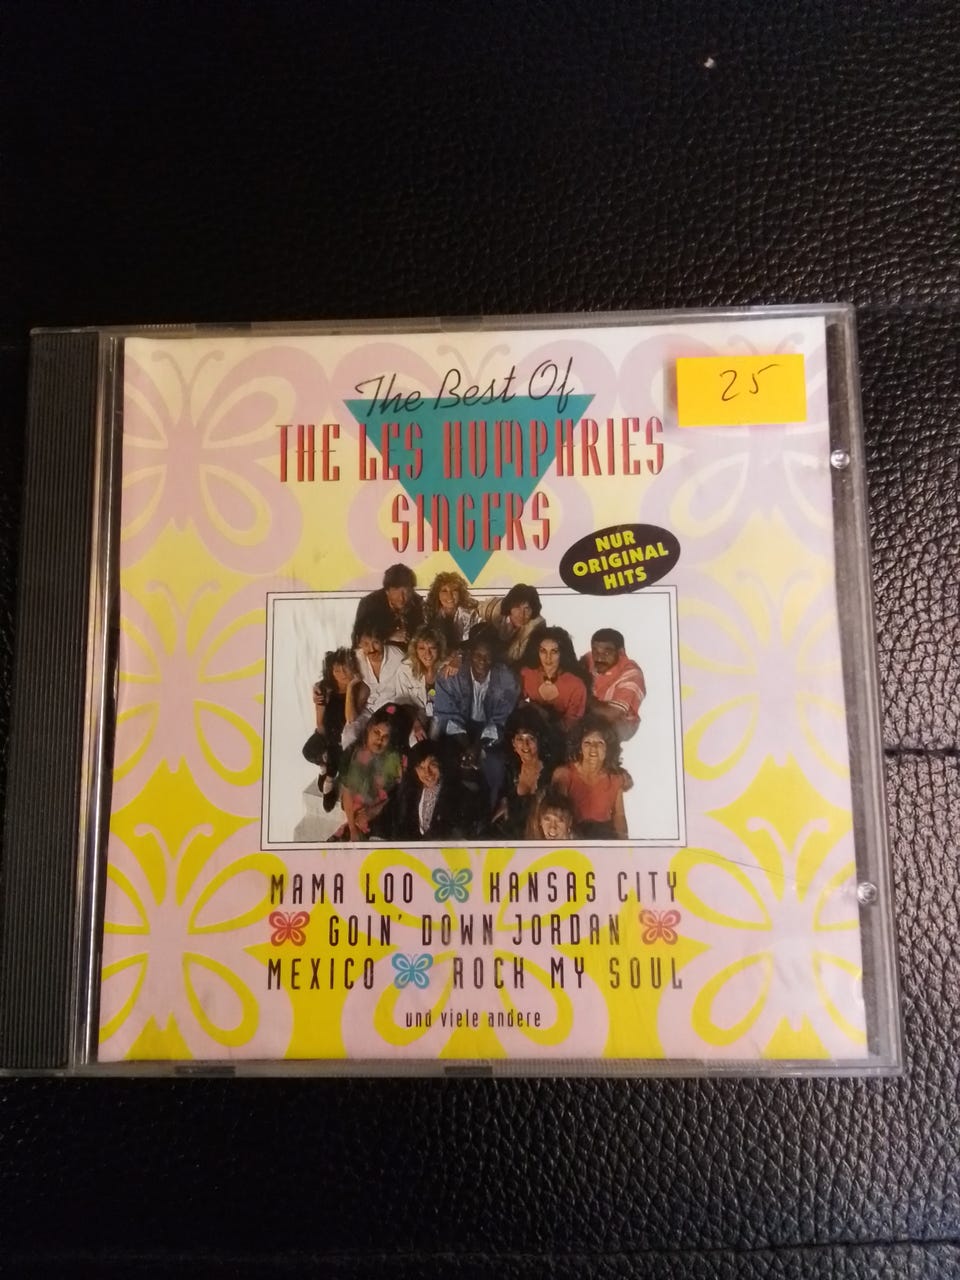 The Best Of
25
THE LES HUMPHRIES
SINGERS
NUR
ORIGINAL
HITS
MAMA LOO KANSAS CITY
GOIN' DOWN JORDAN
MEXICO ROCK MY SOUL
und viele andere